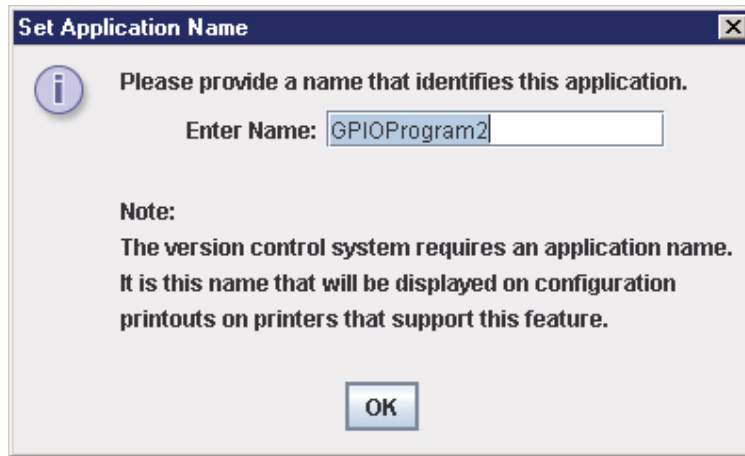 Set Application Name
Please provide a name that identifies this application.
Enter Name: GPIOProgram2
Note:
The version control system requires an application name.
It is this name that will be displayed on configuration
printouts on printers that support this feature.
OK